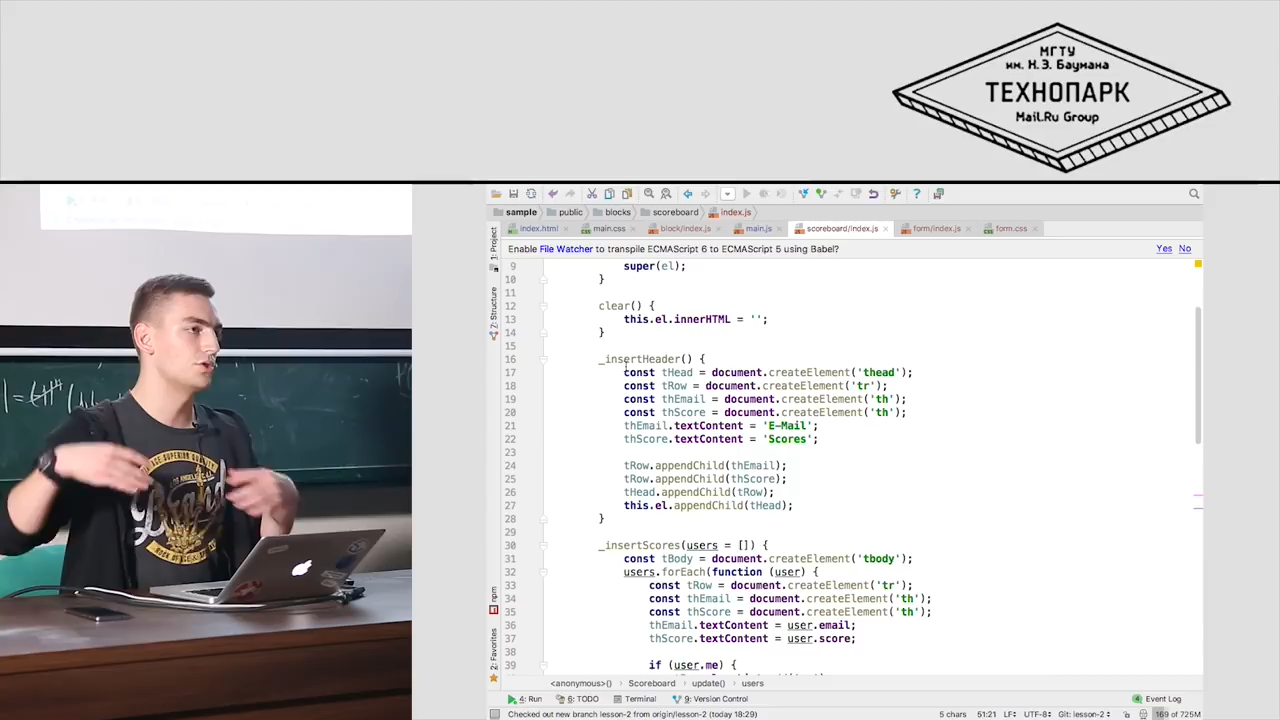 МГТУ
им. Н.Э. Баумана
ТЕХНОПАРК
Mail.Ru Group
sample
public
blocks
scoreboard
index.js
index.html
main.css
block/index.js
main.js
scoreboard/index.js
form/index.js
form.css
Enable File Watcher to transpile ECMAScript 6 to ECMAScript 5 using Babel?
Yes No
1: Project
7: Structure
npm
2: Favorites
9 super(el);
10 }
11
12 clear() {
13 this.el.innerHTML = '';
14 }
15
16 _insertHeader() {
17 const tHead = document.createElement('thead');
18 const tRow = document.createElement('tr');
19 const thEmail = document.createElement('th');
20 const thScore = document.createElement('th');
21 thEmail.textContent = 'E-Mail';
22 thScore.textContent = 'Scores';
23
24 tRow.appendChild(thEmail);
25 tRow.appendChild(thScore);
26 tHead.appendChild(tRow);
27 this.el.appendChild(tHead);
28 }
29
30 _insertScores(users = []) {
31 const tBody = document.createElement('tbody');
32 users.forEach(function (user) {
33 const tRow = document.createElement('tr');
34 const thEmail = document.createElement('th');
35 const thScore = document.createElement('th');
36 thEmail.textContent = user.email;
37 thScore.textContent = user.score;
38
39 if (user.me) {
<anonymous>() Scoreboard update() users
4: Run 6: TODO Terminal 9: Version Control Event Log
Checked out new branch lesson-2 from origin/lesson-2 (today 18:29) 5 chars 51:21 LF÷ UTF-8÷ Git: lesson-2÷ 169 of 725M